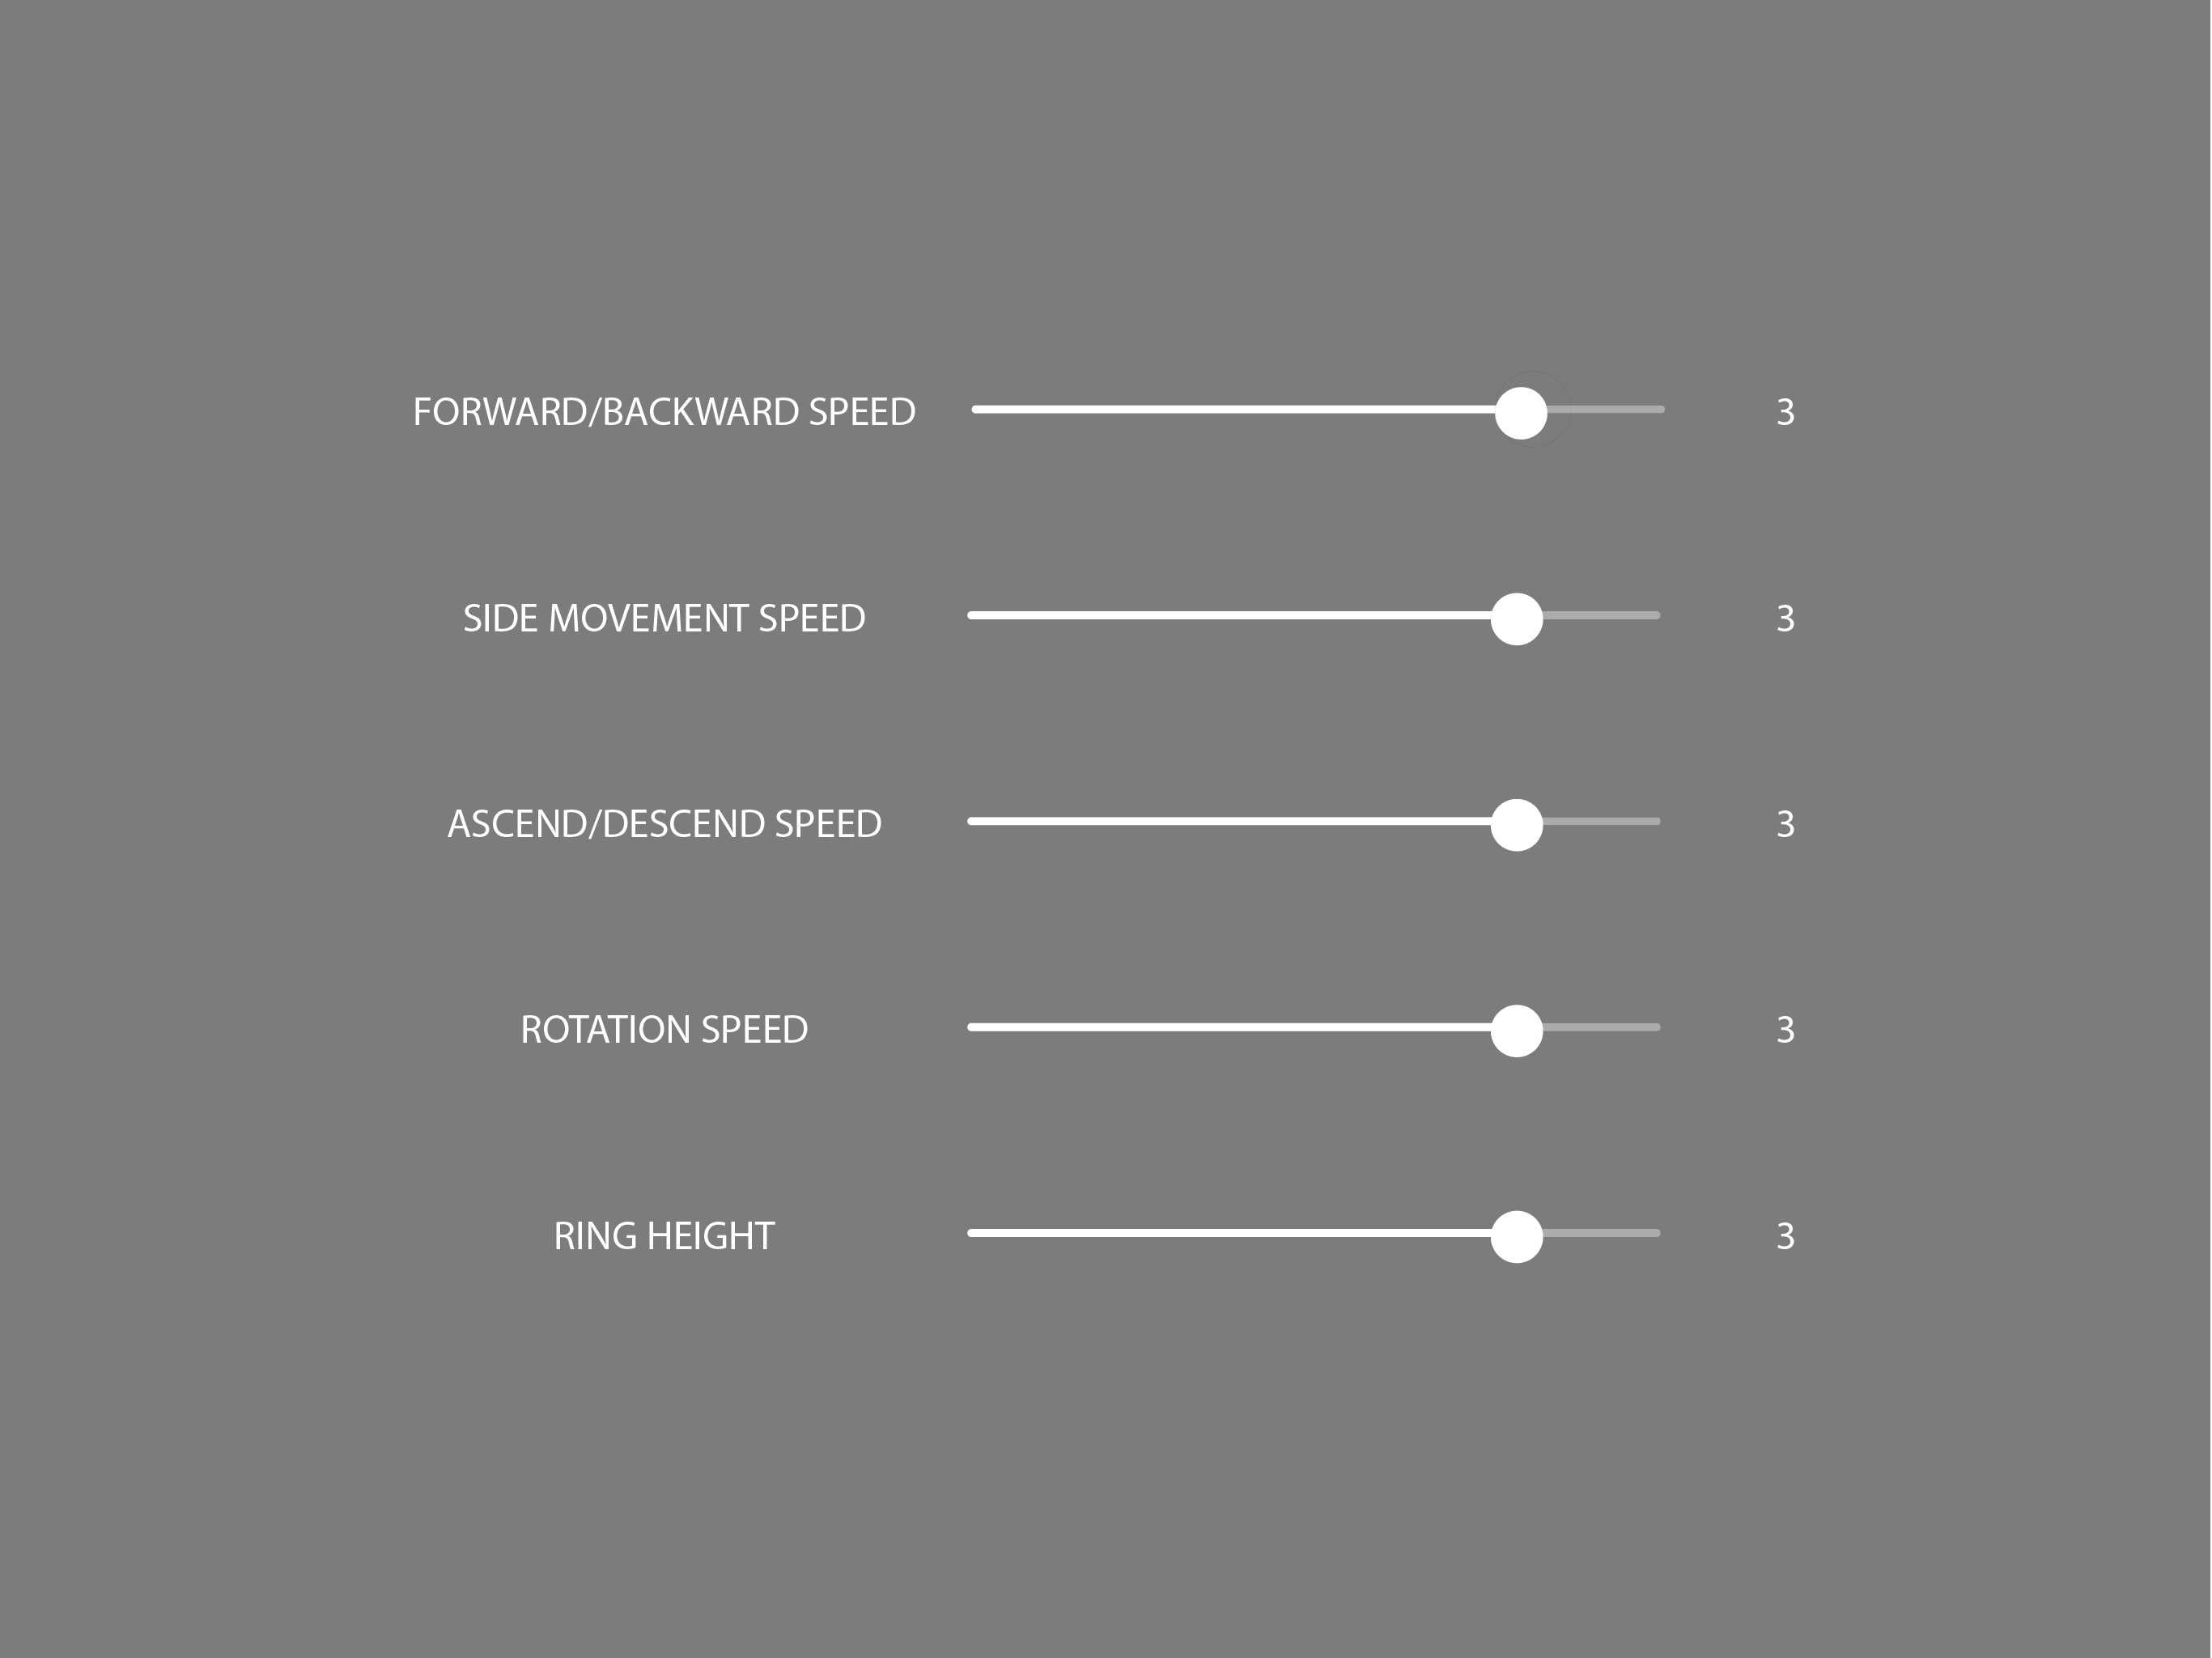 FORWARD/BACKWARD SPEED 3
SIDE MOVEMENT SPEED 3
ASCEND/DESCEND SPEED 3
ROTATION SPEED 3
RING HEIGHT 3